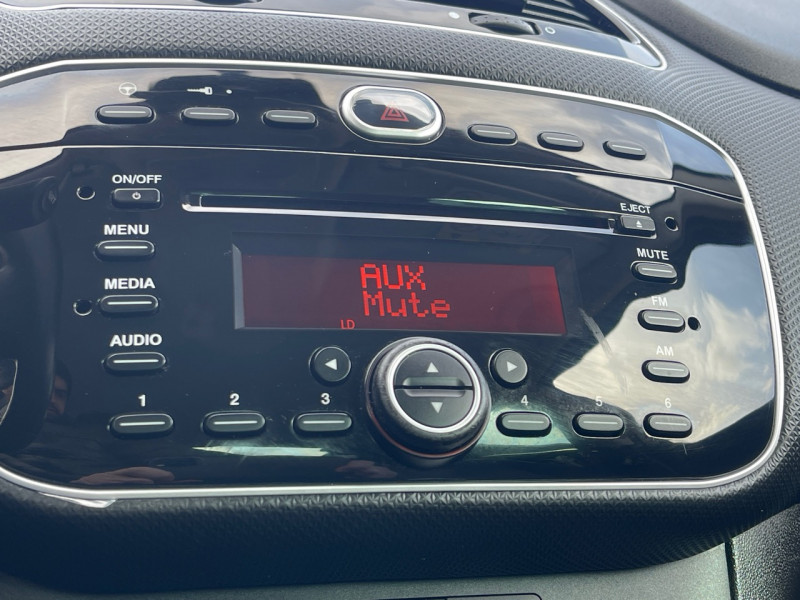 ON/OFF
EJECT
MENU
MUTE
MEDIA
AUX
Mute
LD
FM
AUDIO
AM
1 2 3 4 5 6